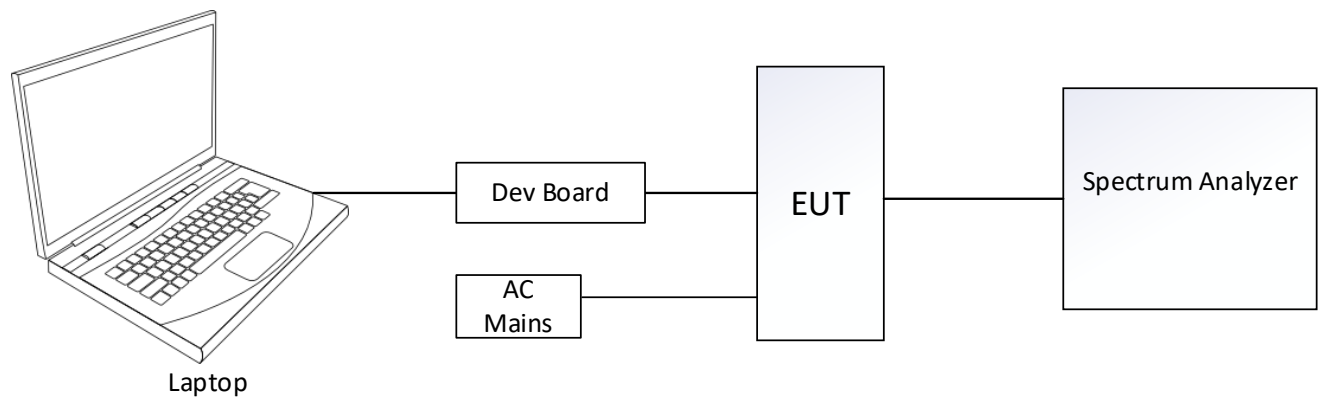 Laptop
Dev Board
AC
Mains
EUT
Spectrum Analyzer